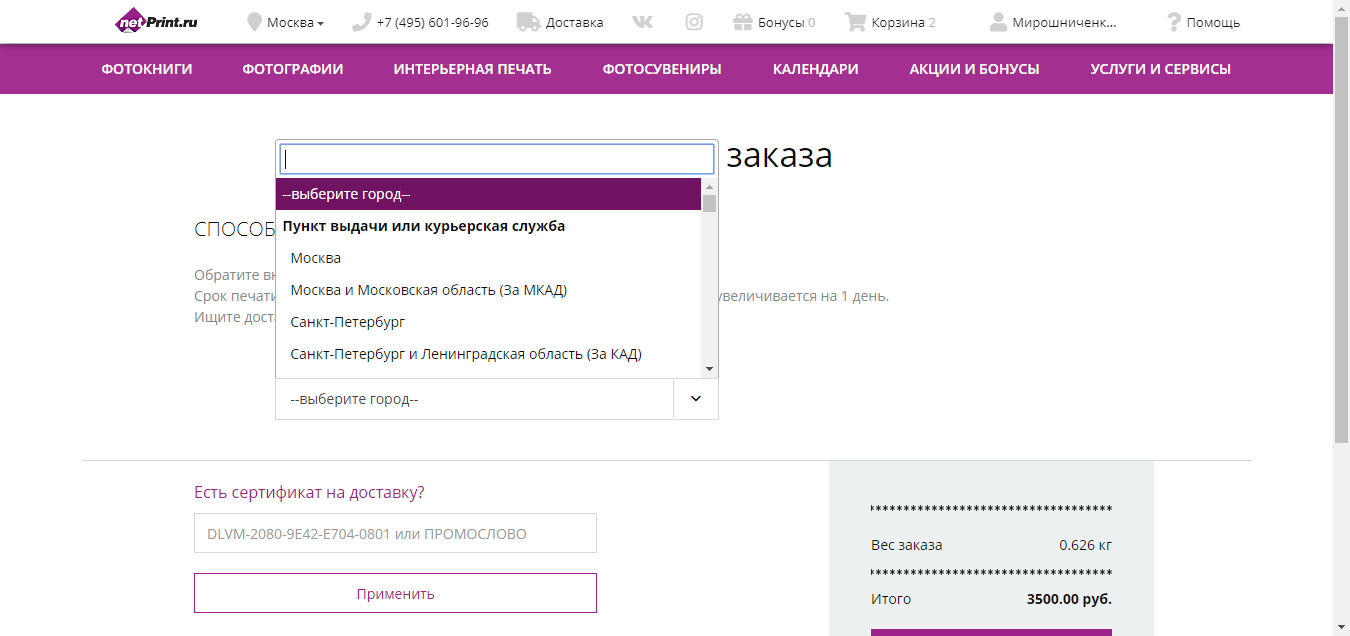 netPrint.ru
Москва
+7 (495) 601-96-96
Доставка
Бонусы 0
Корзина 2
Мирошниченк...
Помощь
ФОТОКНИГИ
ФОТОГРАФИИ
ИНТЕРЬЕРНАЯ ПЕЧАТЬ
ФОТОСУВЕНИРЫ
КАЛЕНДАРИ
АКЦИИ И БОНУСЫ
УСЛУГИ И СЕРВИСЫ
заказа
--выберите город--
СПОСОБ
Пункт выдачи или курьерская служба
Москва
Обратите
Москва и Московская область (За МКАД)
Срок печати увеличивается на 1 день.
Ищите
Санкт-Петербург
Санкт-Петербург и Ленинградская область (За КАД)
--выберите город--
Есть сертификат на доставку?
DLVM-2080-9E42-E704-0801 или ПРОМОСЛОВО
Применить
Вес заказа 0.626 кг
Итого 3500.00 руб.